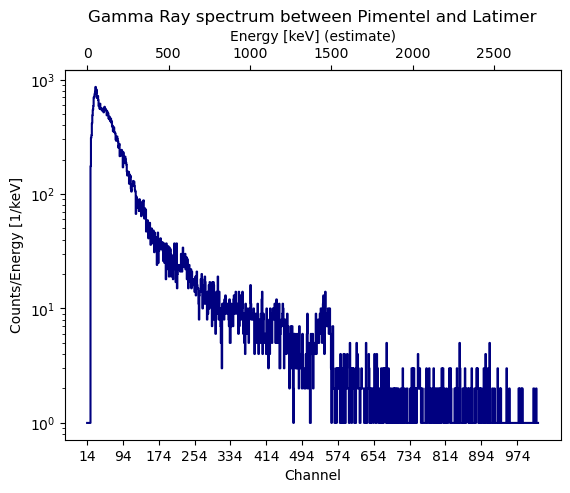 Gamma Ray spectrum between Pimentel and Latimer
Energy [keV] (estimate)
0 500 1000 1500 2000 2500
10³
10²
10¹
10⁰
Counts/Energy [1/keV]
14 94 174 254 334 414 494 574 654 734 814 894 974
Channel